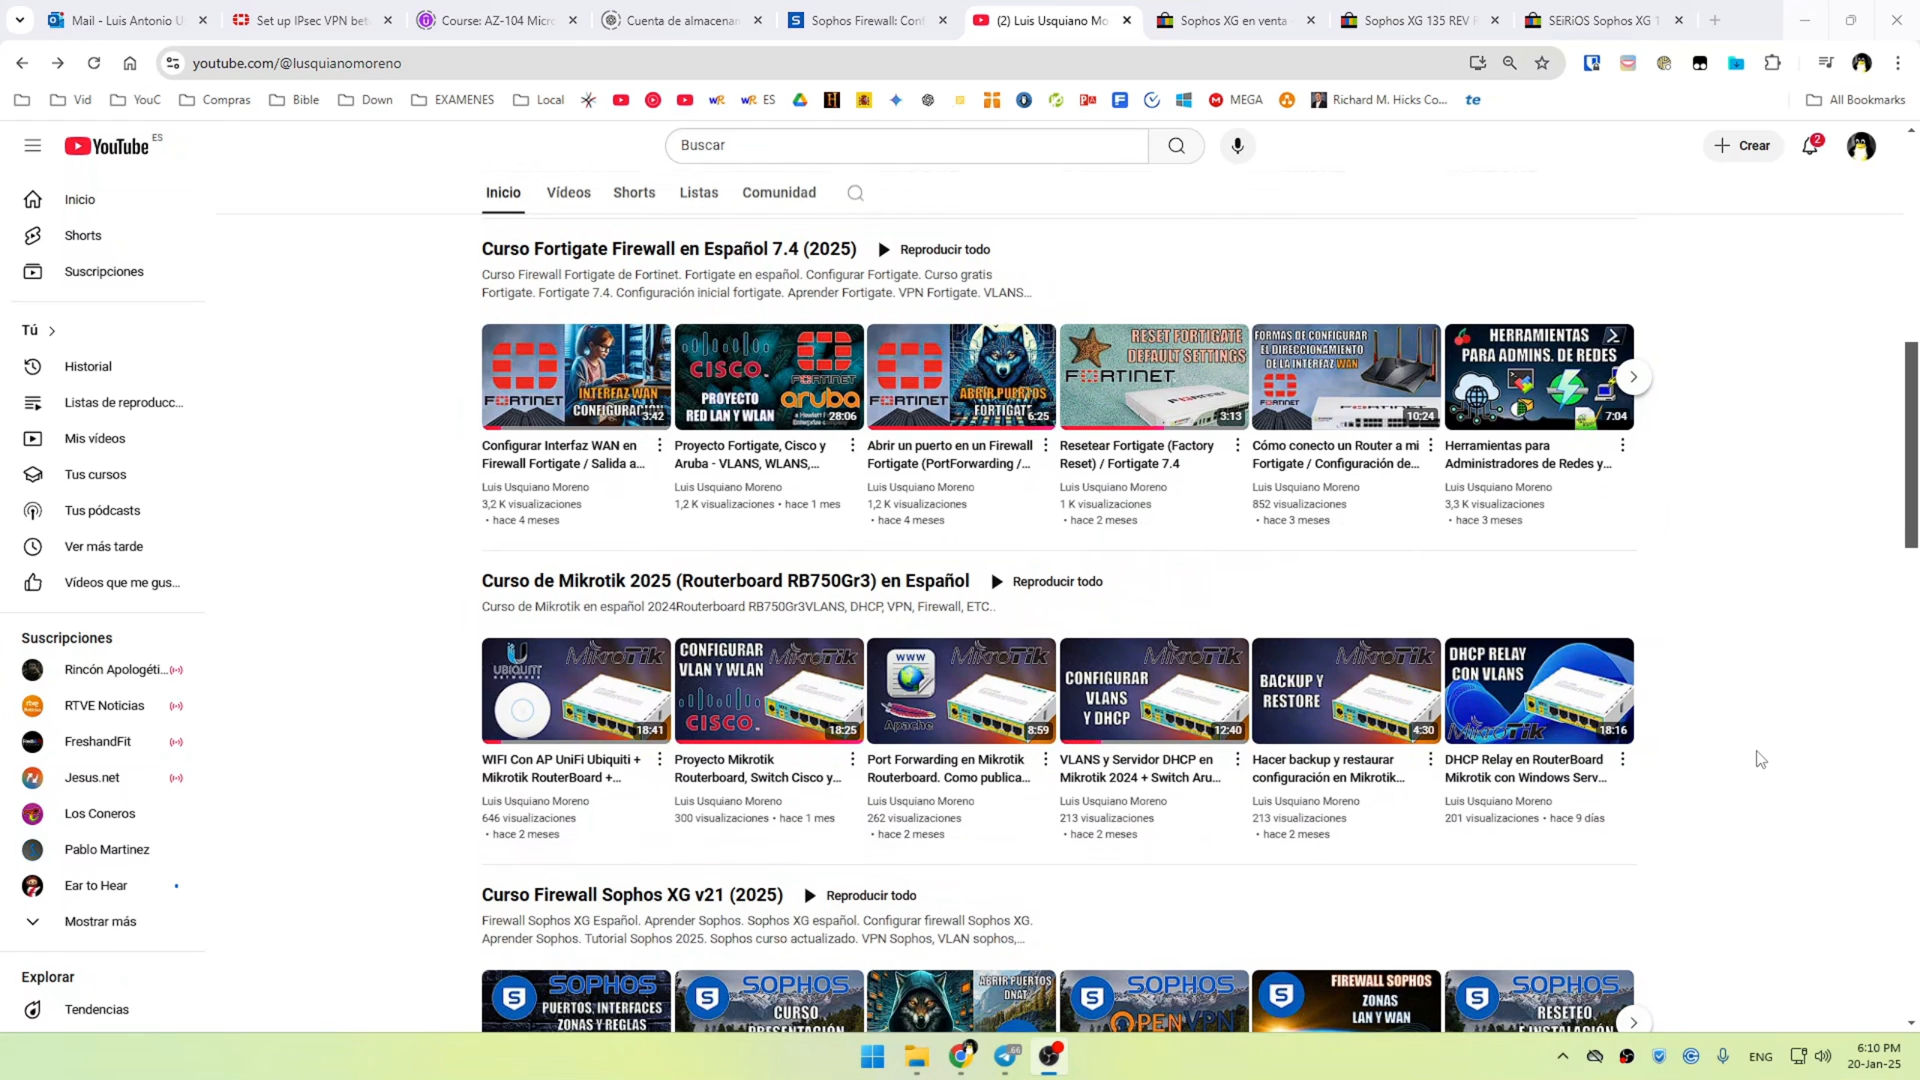 Mail - Luis Antonio U
Set up IPsec VPN bet
Course: AZ-104 Micro
Cuenta de almacenan
Sophos Firewall: Conf
(2) Luis Usquiano Mo
Sophos XG en venta
Sophos XG 135 REV
SEiRiOS Sophos XG 1
youtube.com/@lusquianomoreno
Vid
YouC
Compras
Bible
Down
EXAMENES
Local
ES
MEGA
Richard M. Hicks Co...
All Bookmarks
YouTube ES
Buscar
Crear
2
Inicio
Shorts
Suscripciones
Tú
Historial
Listas de reproducc...
Mis vídeos
Tus cursos
Tus pódcasts
Ver más tarde
Vídeos que me gus...
Suscripciones
Rincón Apologéti...
RTVE Noticias
FreshandFit
Jesus.net
Los Coneros
Pablo Martinez
Ear to Hear
Mostrar más
Explorar
Tendencias
Inicio
Vídeos
Shorts
Listas
Comunidad
Curso Fortigate Firewall en Español 7.4 (2025)
Reproducir todo
Curso Firewall Fortigate de Fortinet. Fortigate en español. Configurar Fortigate. Curso gratis
Fortigate. Fortigate 7.4. Configuración inicial fortigate. Aprender Fortigate. VPN Fortigate. VLANS...
FORTINET
INTERFAZ WAN
CONFIGURACIÓN
3:42
CISCO
PROYECTO
RED LAN Y WLAN
FORTINET
aruba
28:06
FORTINET
ABRIR PUERTOS
FORTIGATE
6:25
RESET FORTIGATE
DEFAULT SETTINGS
FORTINET
3:13
FORMAS DE CONFIGURAR
EL DIRECCIONAMIENTO
DE LA INTERFAZ WAN
FORTINET
10:24
HERRAMIENTAS
PARA ADMINS. DE REDES
7:04
Configurar Interfaz WAN en
Firewall Fortigate / Salida a...
Luis Usquiano Moreno
3,2 K visualizaciones
• hace 4 meses
Proyecto Fortigate, Cisco y
Aruba - VLANS, WLANS,...
Luis Usquiano Moreno
1,2 K visualizaciones • hace 1 mes
Abrir un puerto en un Firewall
Fortigate (PortForwarding /...
Luis Usquiano Moreno
1,2 K visualizaciones
• hace 4 meses
Resetear Fortigate (Factory
Reset) / Fortigate 7.4
Luis Usquiano Moreno
1 K visualizaciones
• hace 2 meses
Cómo conecto un Router a mi
Fortigate / Configuración de...
Luis Usquiano Moreno
852 visualizaciones
• hace 3 meses
Herramientas para
Administradores de Redes y...
Luis Usquiano Moreno
3,3 K visualizaciones
• hace 3 meses
Curso de Mikrotik 2025 (Routerboard RB750Gr3) en Español
Reproducir todo
Curso de Mikrotik en español 2024Routerboard RB750Gr3VLANS, DHCP, VPN, Firewall, ETC..
UBIQUITI
NETWORKS
MikroTik
18:41
CONFIGURAR
VLAN Y WLAN
MikroTik
CISCO
18:25
WWW
MikroTik
Apache
8:59
MikroTik
CONFIGURAR
VLANS
Y DHCP
12:40
MikroTik
BACKUP Y
RESTORE
4:30
DHCP RELAY
CON VLANS
MikroTik
18:16
WIFI Con AP UniFi Ubiquiti +
Mikrotik RouterBoard +...
Luis Usquiano Moreno
646 visualizaciones
• hace 2 meses
Proyecto Mikrotik
Routerboard, Switch Cisco y...
Luis Usquiano Moreno
300 visualizaciones • hace 1 mes
Port Forwarding en Mikrotik
Routerboard. Como publica...
Luis Usquiano Moreno
262 visualizaciones
• hace 2 meses
VLANS y Servidor DHCP en
Mikrotik 2024 + Switch Aru...
Luis Usquiano Moreno
213 visualizaciones
• hace 2 meses
Hacer backup y restaurar
configuración en Mikrotik...
Luis Usquiano Moreno
213 visualizaciones
• hace 2 meses
DHCP Relay en RouterBoard
Mikrotik con Windows Serv...
Luis Usquiano Moreno
201 visualizaciones • hace 9 días
Curso Firewall Sophos XG v21 (2025)
Reproducir todo
Firewall Sophos XG Español. Aprender Sophos. Sophos XG español. Configurar firewall Sophos XG.
Aprender Sophos. Tutorial Sophos 2025. Sophos curso actualizado. VPN Sophos, VLAN sophos,...
SOPHOS
PUERTOS, INTERFACES
ZONAS Y REGLAS
SOPHOS
CURSO
PRESENTACIÓN
ABRIR PUERTOS
DNAT
SOPHOS
OPENVPN
FIREWALL SOPHOS
ZONAS
LAN Y WAN
SOPHOS
RESETEO
E INSTALACIÓN
66
ENG
6:10 PM
20-Jan-25